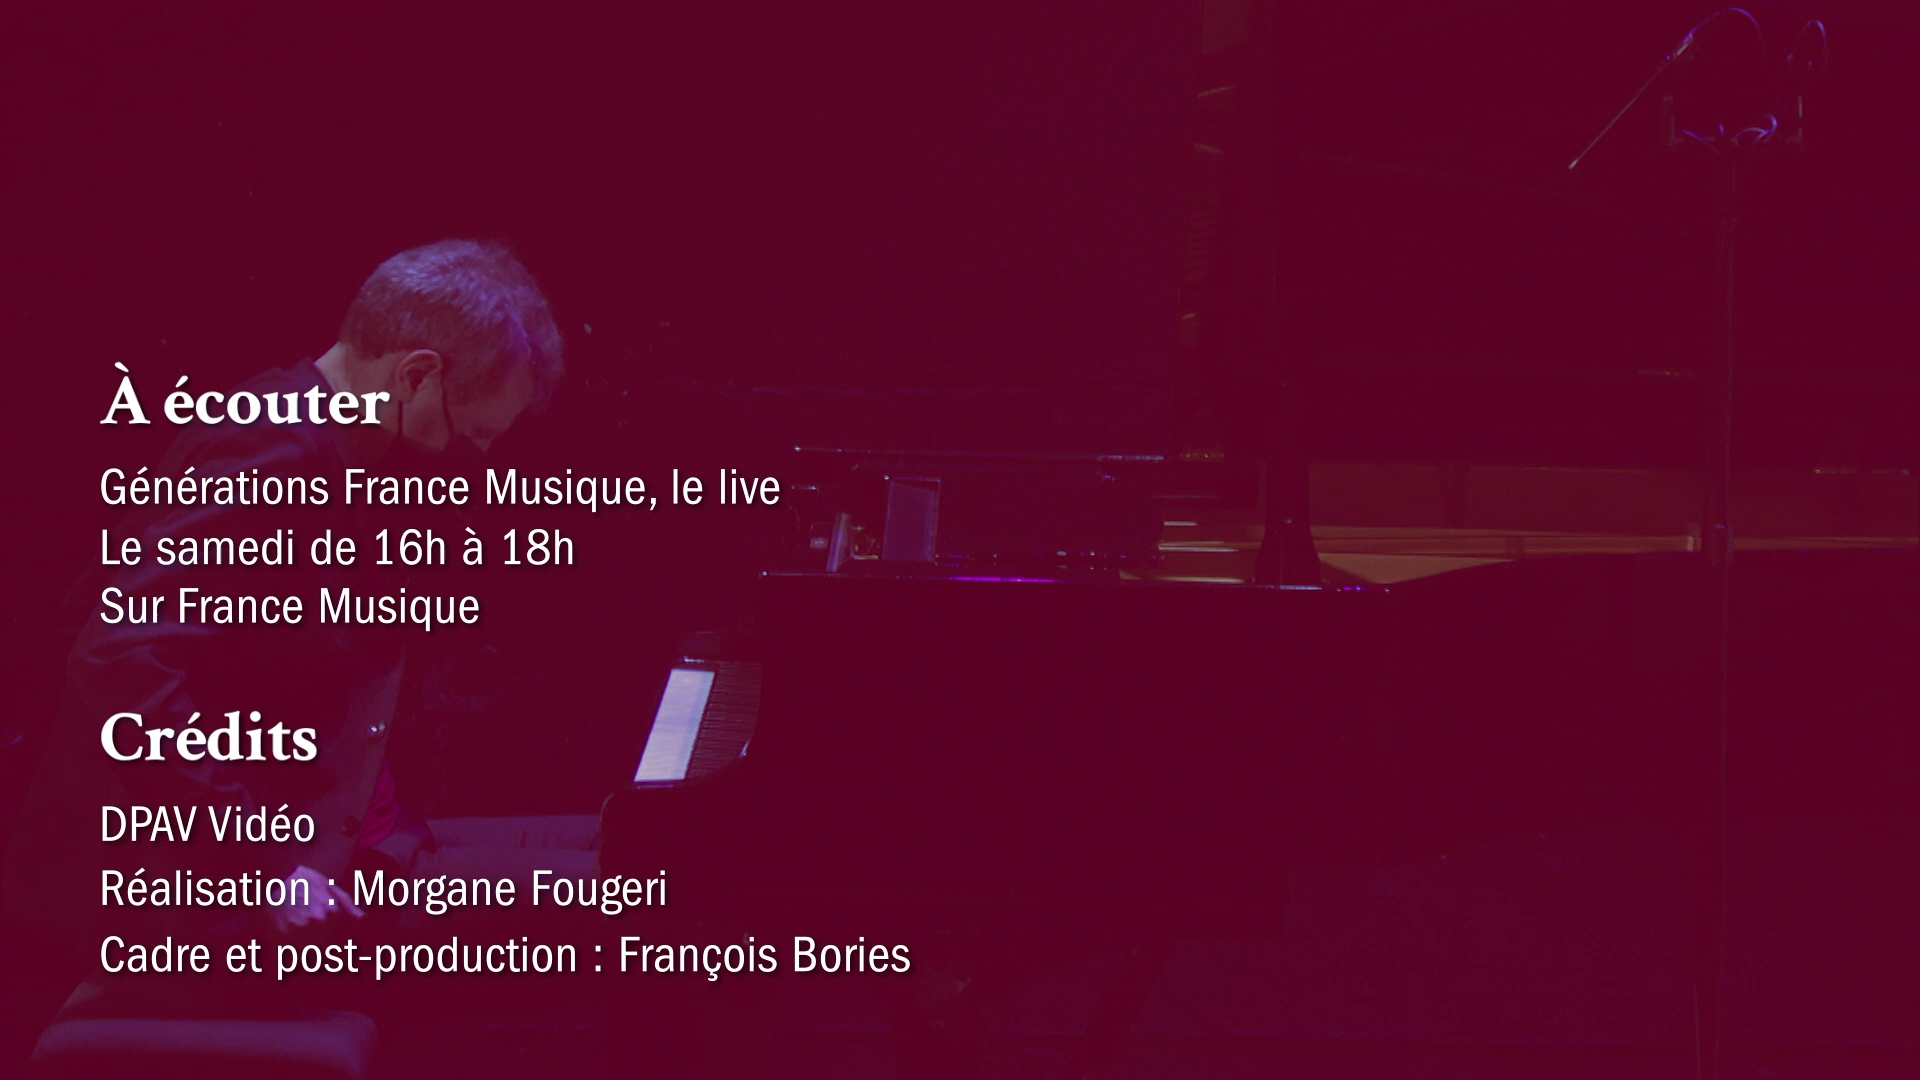 À écouter
Générations France Musique, le live
Le samedi de 16h à 18h
Sur France Musique
Crédits
DPAV Vidéo
Réalisation : Morgane Fougeri
Cadre et post-production : François Bories